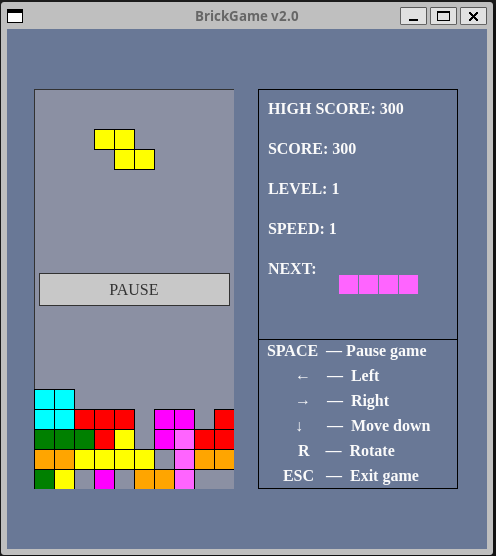 BrickGame v2.0
HIGH SCORE: 300
SCORE: 300
LEVEL: 1
SPEED: 1
NEXT:
PAUSE
SPACE — Pause game
← — Left
→ — Right
↓ — Move down
R — Rotate
ESC — Exit game